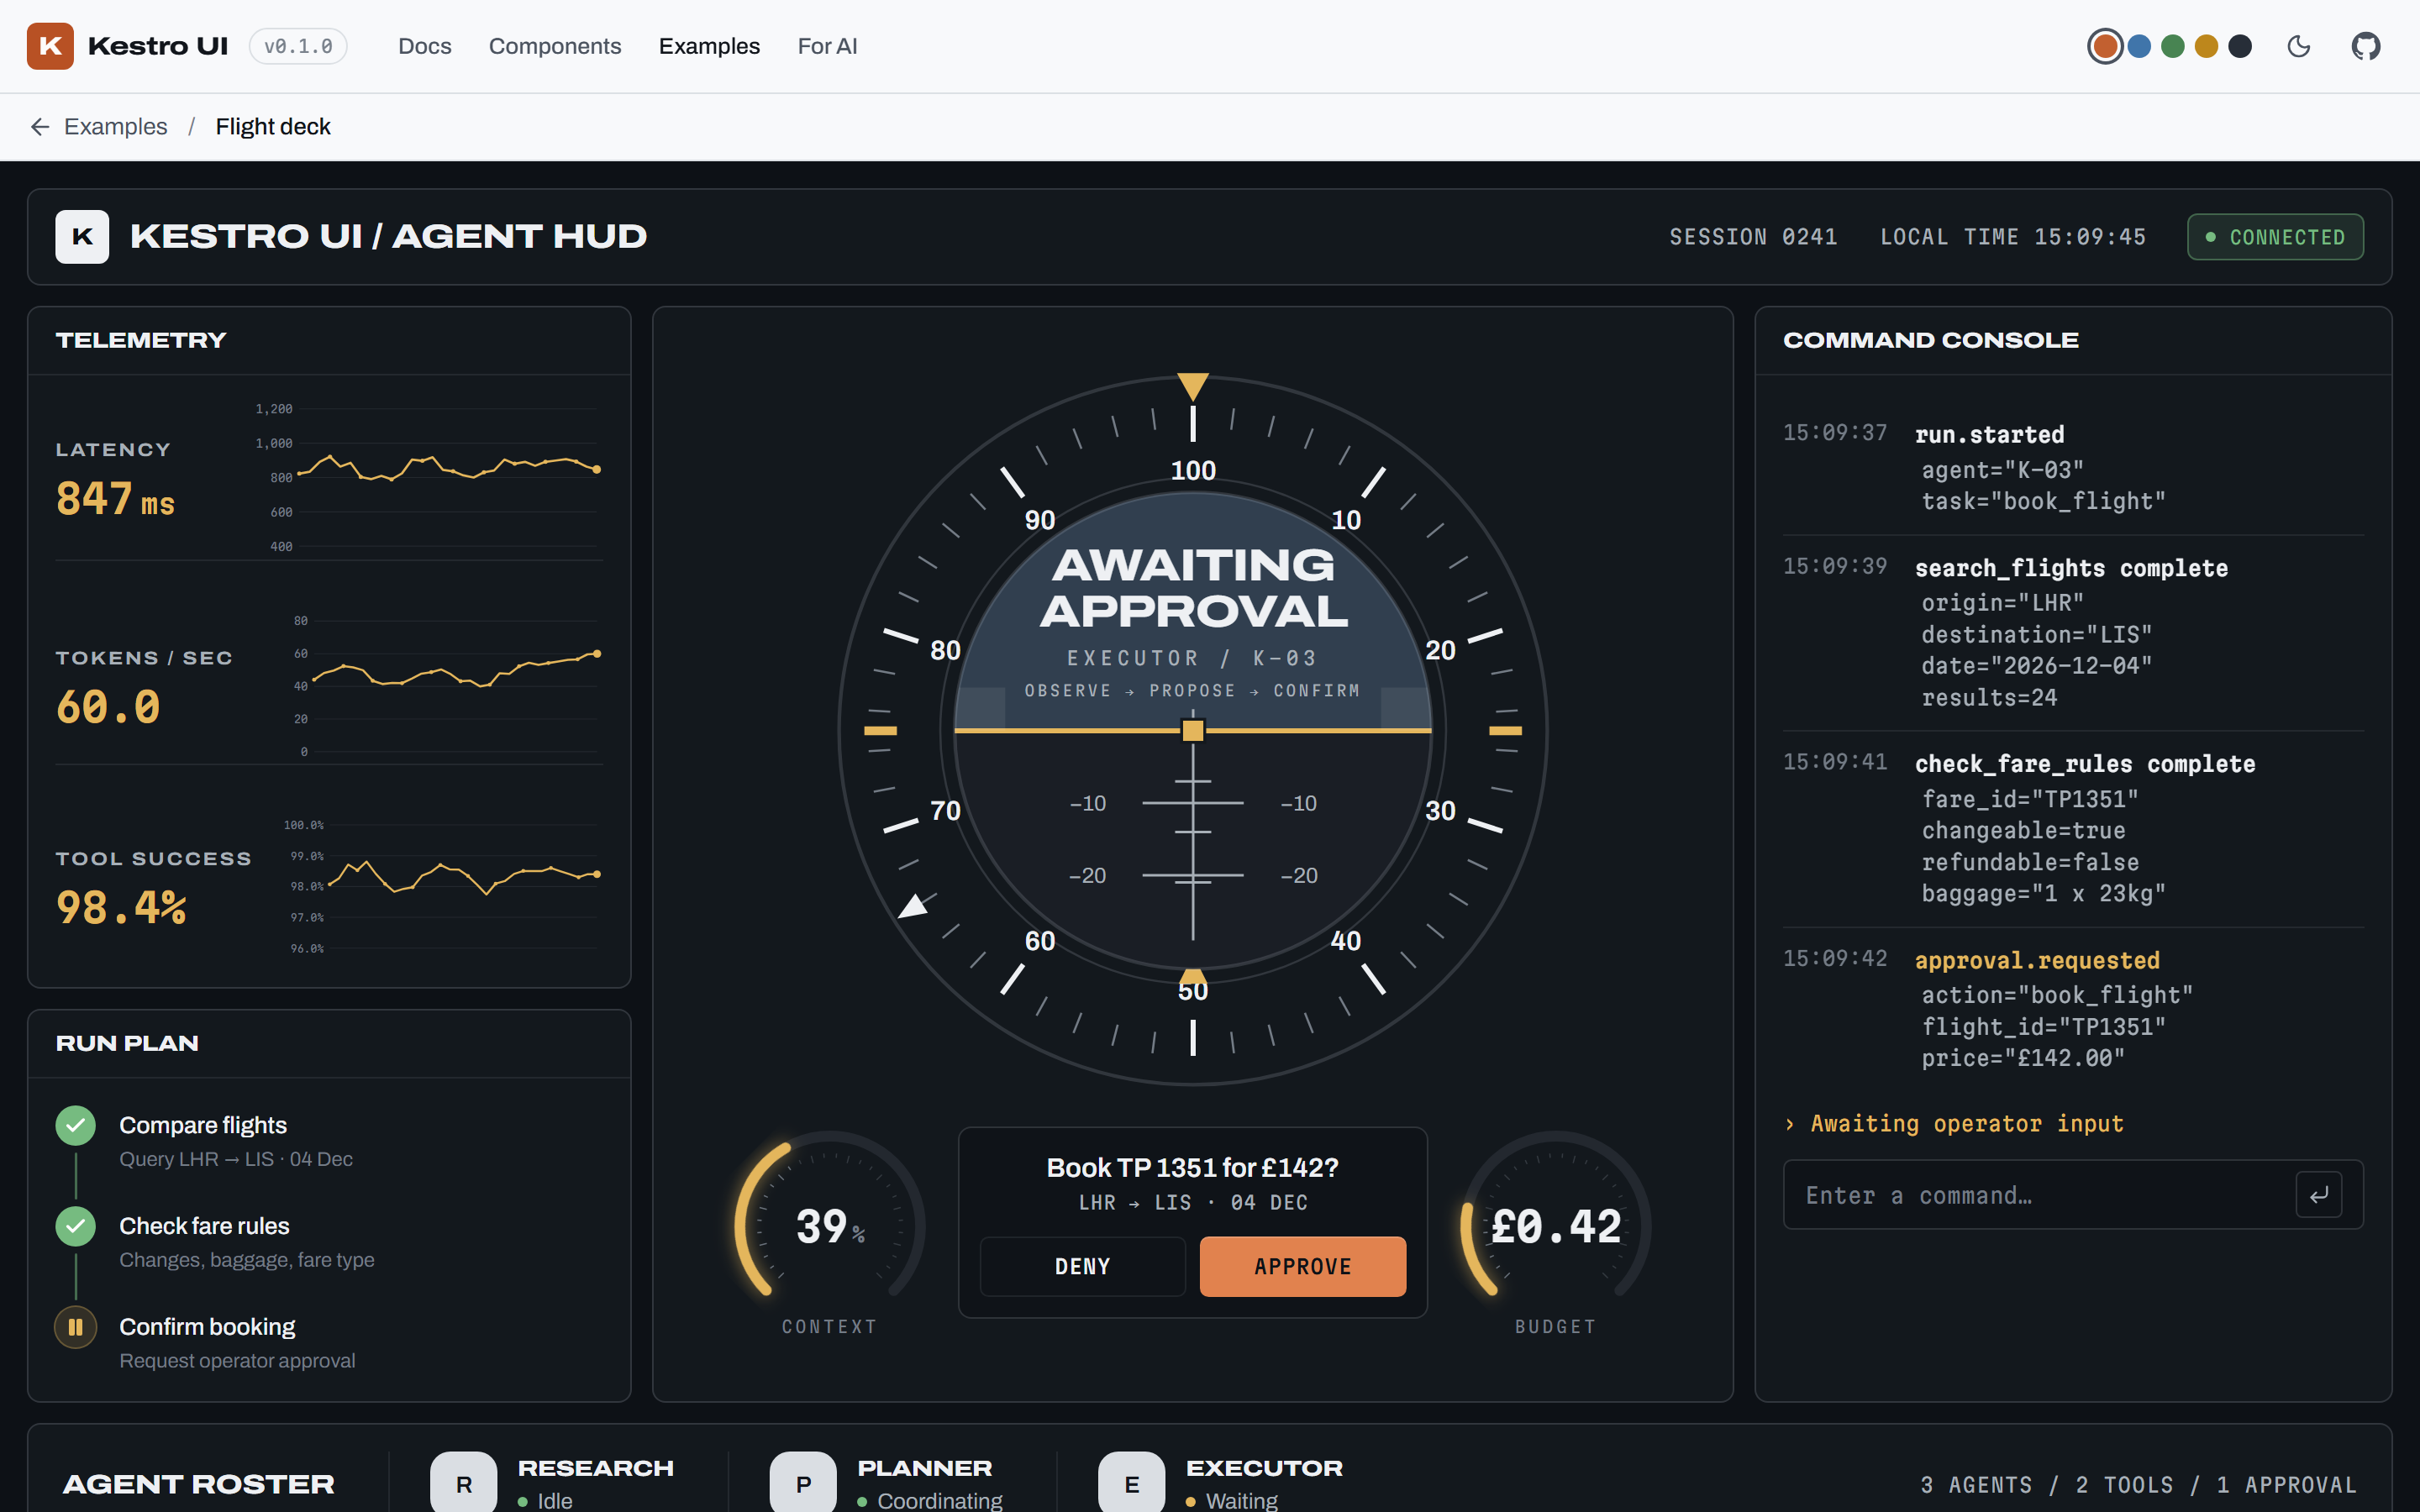 K Kestro UI v0.1.0 Docs Components Examples For AI
Examples / Flight deck
K KESTRO UI / AGENT HUD SESSION 0241 LOCAL TIME 15:09:45 CONNECTED
TELEMETRY
LATENCY
847 ms
1,200
1,000
800
600
400
TOKENS / SEC
60.0
80
60
40
20
0
TOOL SUCCESS
98.4%
100.0%
99.0%
98.0%
97.0%
96.0%
RUN PLAN
Compare flights
Query LHR → LIS · 04 Dec
Check fare rules
Changes, baggage, fare type
Confirm booking
Request operator approval
100
90 10
AWAITING
APPROVAL
80 20
EXECUTOR / K-03
OBSERVE → PROPOSE → CONFIRM
-10 -10
70 30
-20 -20
60 40
50
39%
CONTEXT
Book TP 1351 for £142?
LHR → LIS · 04 DEC
DENY APPROVE
£0.42
BUDGET
COMMAND CONSOLE
15:09:37 run.started
agent="K-03"
task="book_flight"
15:09:39 search_flights complete
origin="LHR"
destination="LIS"
date="2026-12-04"
results=24
15:09:41 check_fare_rules complete
fare_id="TP1351"
changeable=true
refundable=false
baggage="1 x 23kg"
15:09:42 approval.requested
action="book_flight"
flight_id="TP1351"
price="£142.00"
› Awaiting operator input
Enter a command…
AGENT ROSTER
R RESEARCH
Idle
P PLANNER
Coordinating
E EXECUTOR
Waiting
3 AGENTS / 2 TOOLS / 1 APPROVAL